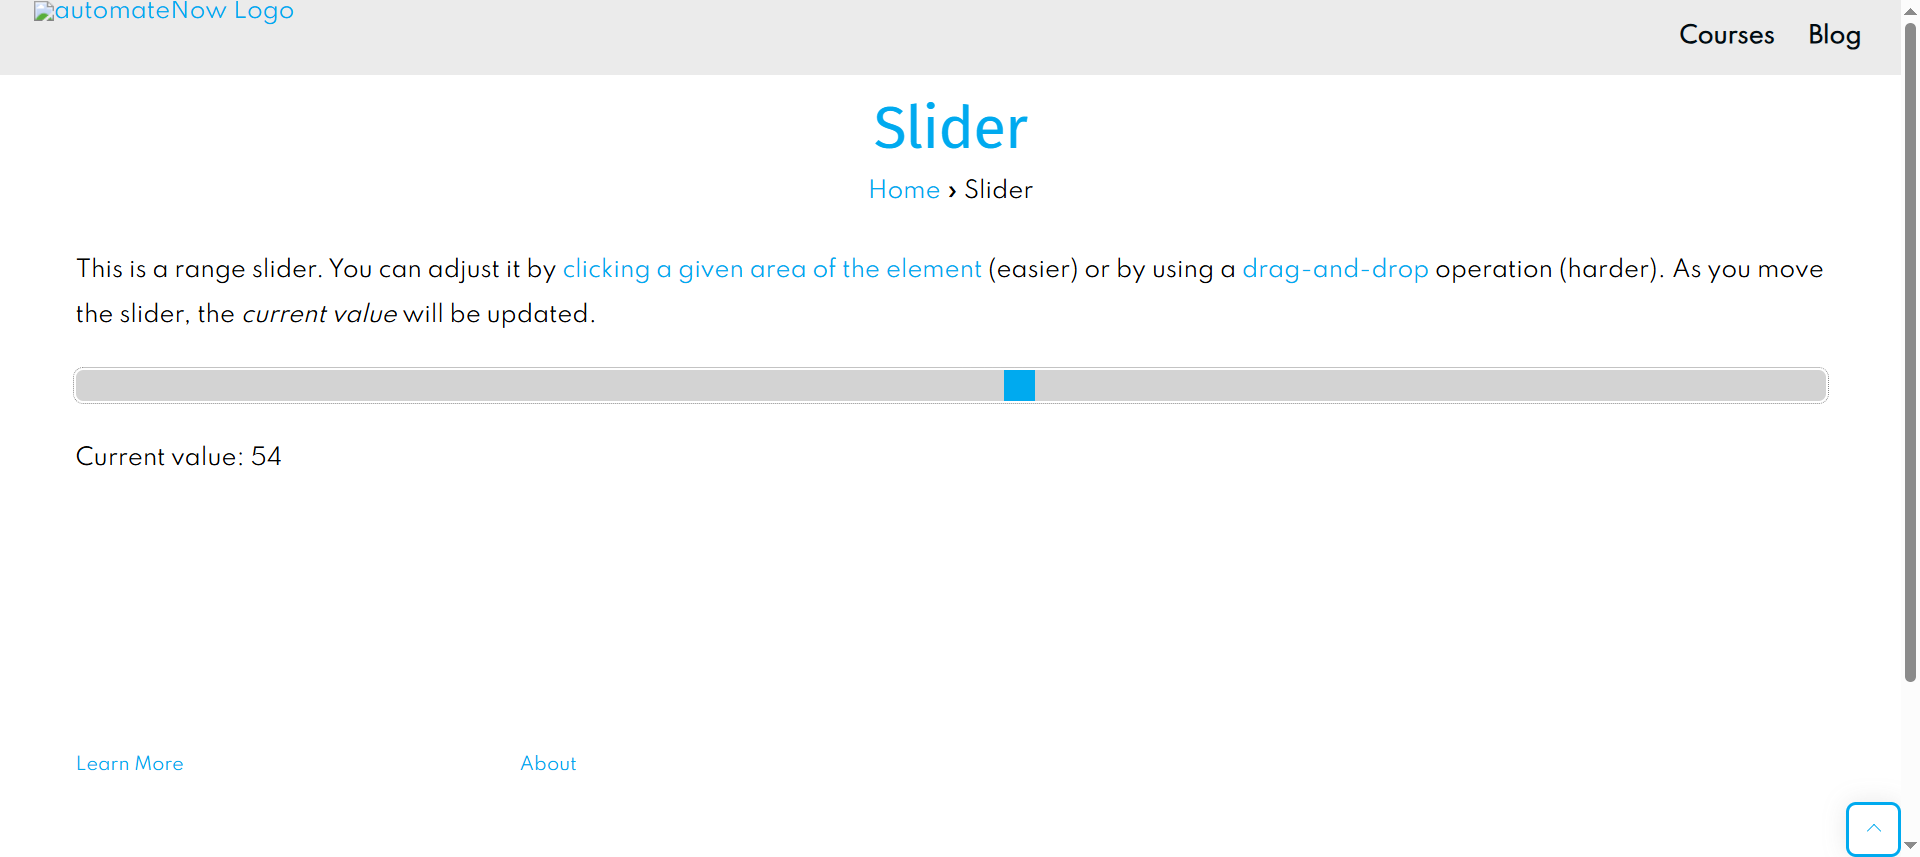 automateNow Logo
Courses Blog
Slider
Home › Slider
This is a range slider. You can adjust it by clicking a given area of the element (easier) or by using a drag-and-drop operation (harder). As you move
the slider, the current value will be updated.
Current value: 54
Learn More About